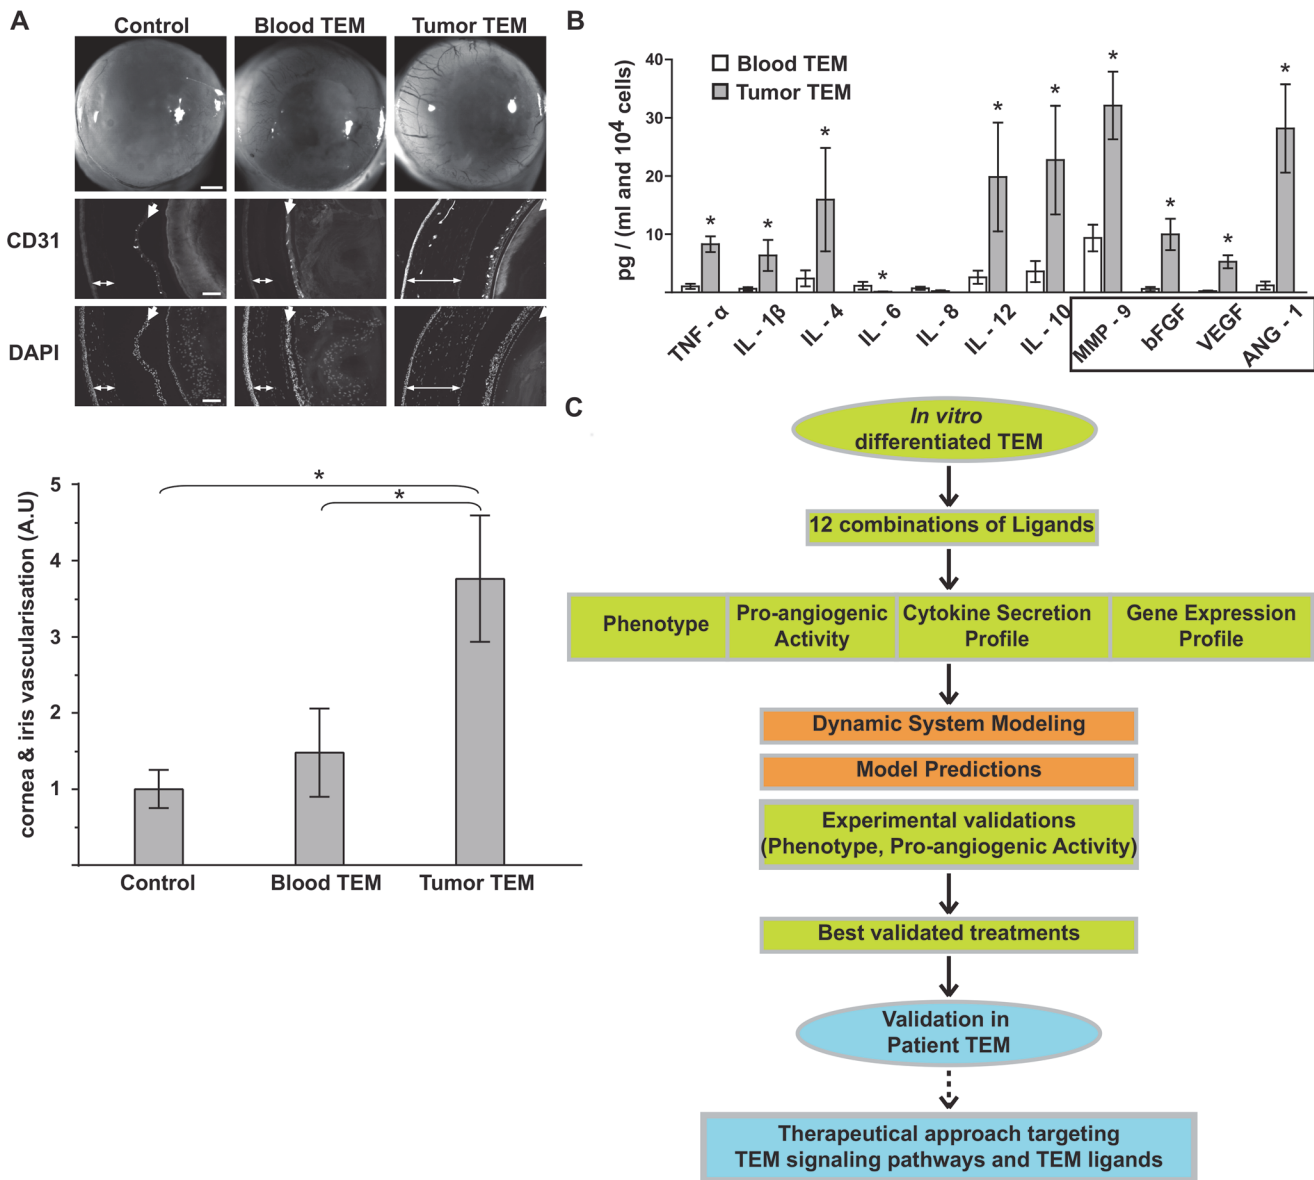 A
Control
Blood TEM
Tumor TEM
CD31
DAPI
cornea & iris vascularisation (A.U)
5
4
3
2
1
*
*
Control
Blood TEM
Tumor TEM
B
pg / (ml and 10⁴ cells)
40
30
20
10
Blood TEM
Tumor TEM
*
*
*
*
*
*
*
*
*
*
TNF - α
IL - 1β
IL - 4
IL - 6
IL - 8
IL - 12
IL - 10
MMP - 9
bFGF
VEGF
ANG - 1
C
In vitro
differentiated TEM
12 combinations of Ligands
Phenotype
Pro-angiogenic
Activity
Cytokine Secretion
Profile
Gene Expression
Profile
Dynamic System Modeling
Model Predictions
Experimental validations
(Phenotype, Pro-angiogenic Activity)
Best validated treatments
Validation in
Patient TEM
Therapeutical approach targeting
TEM signaling pathways and TEM ligands